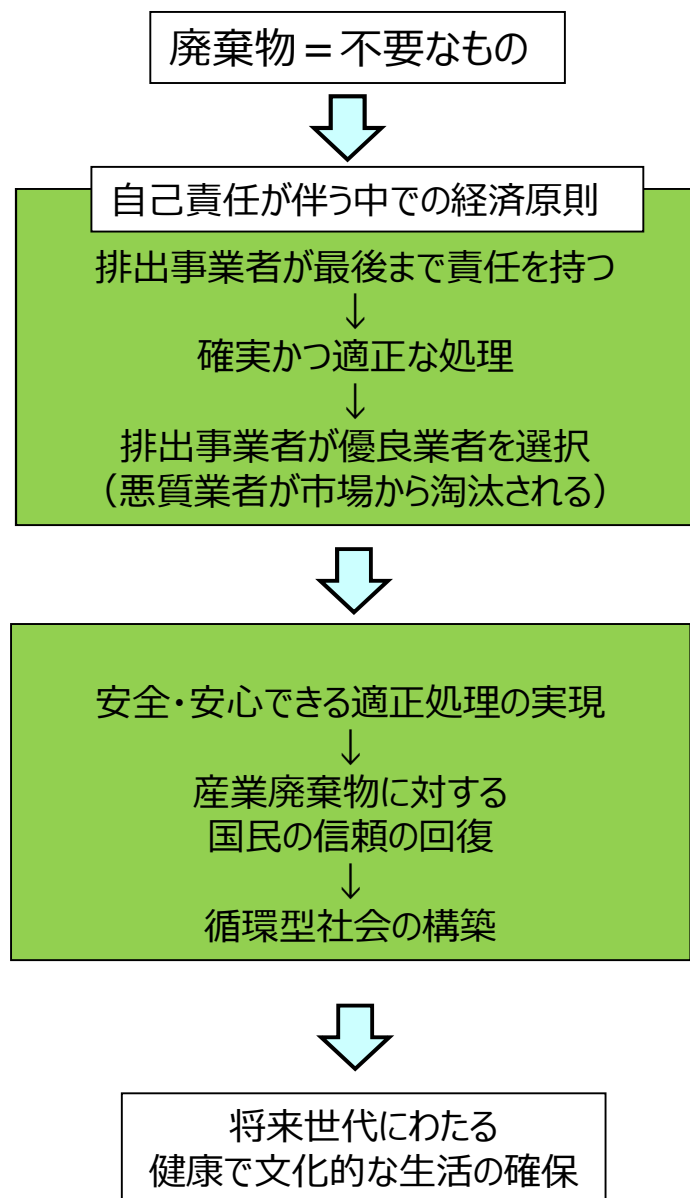 廃棄物＝不要なもの
自己責任が伴う中での経済原則
排出事業者が最後まで責任を持つ
↓
確実かつ適正な処理
↓
排出事業者が優良業者を選択
（悪質業者が市場から淘汰される）
安全・安心できる適正処理の実現
↓
産業廃棄物に対する
国民の信頼の回復
↓
循環型社会の構築
将来世代にわたる
健康で文化的な生活の確保